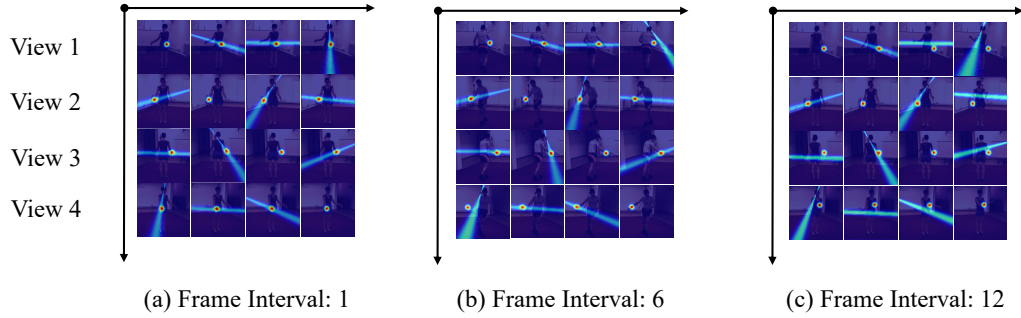 View 1
View 2
View 3
View 4
(a) Frame Interval: 1
(b) Frame Interval: 6
(c) Frame Interval: 12